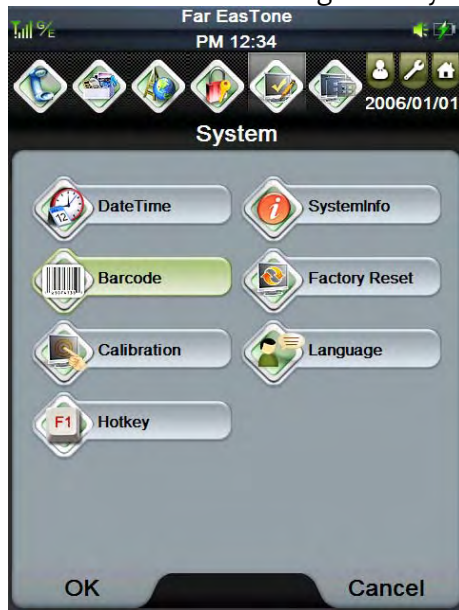 Far EasTone
G/E
PM 12:34
2006/01/01
System
12
DateTime
SystemInfo
Barcode
Factory Reset
Calibration
Language
F1
Hotkey
OK
Cancel